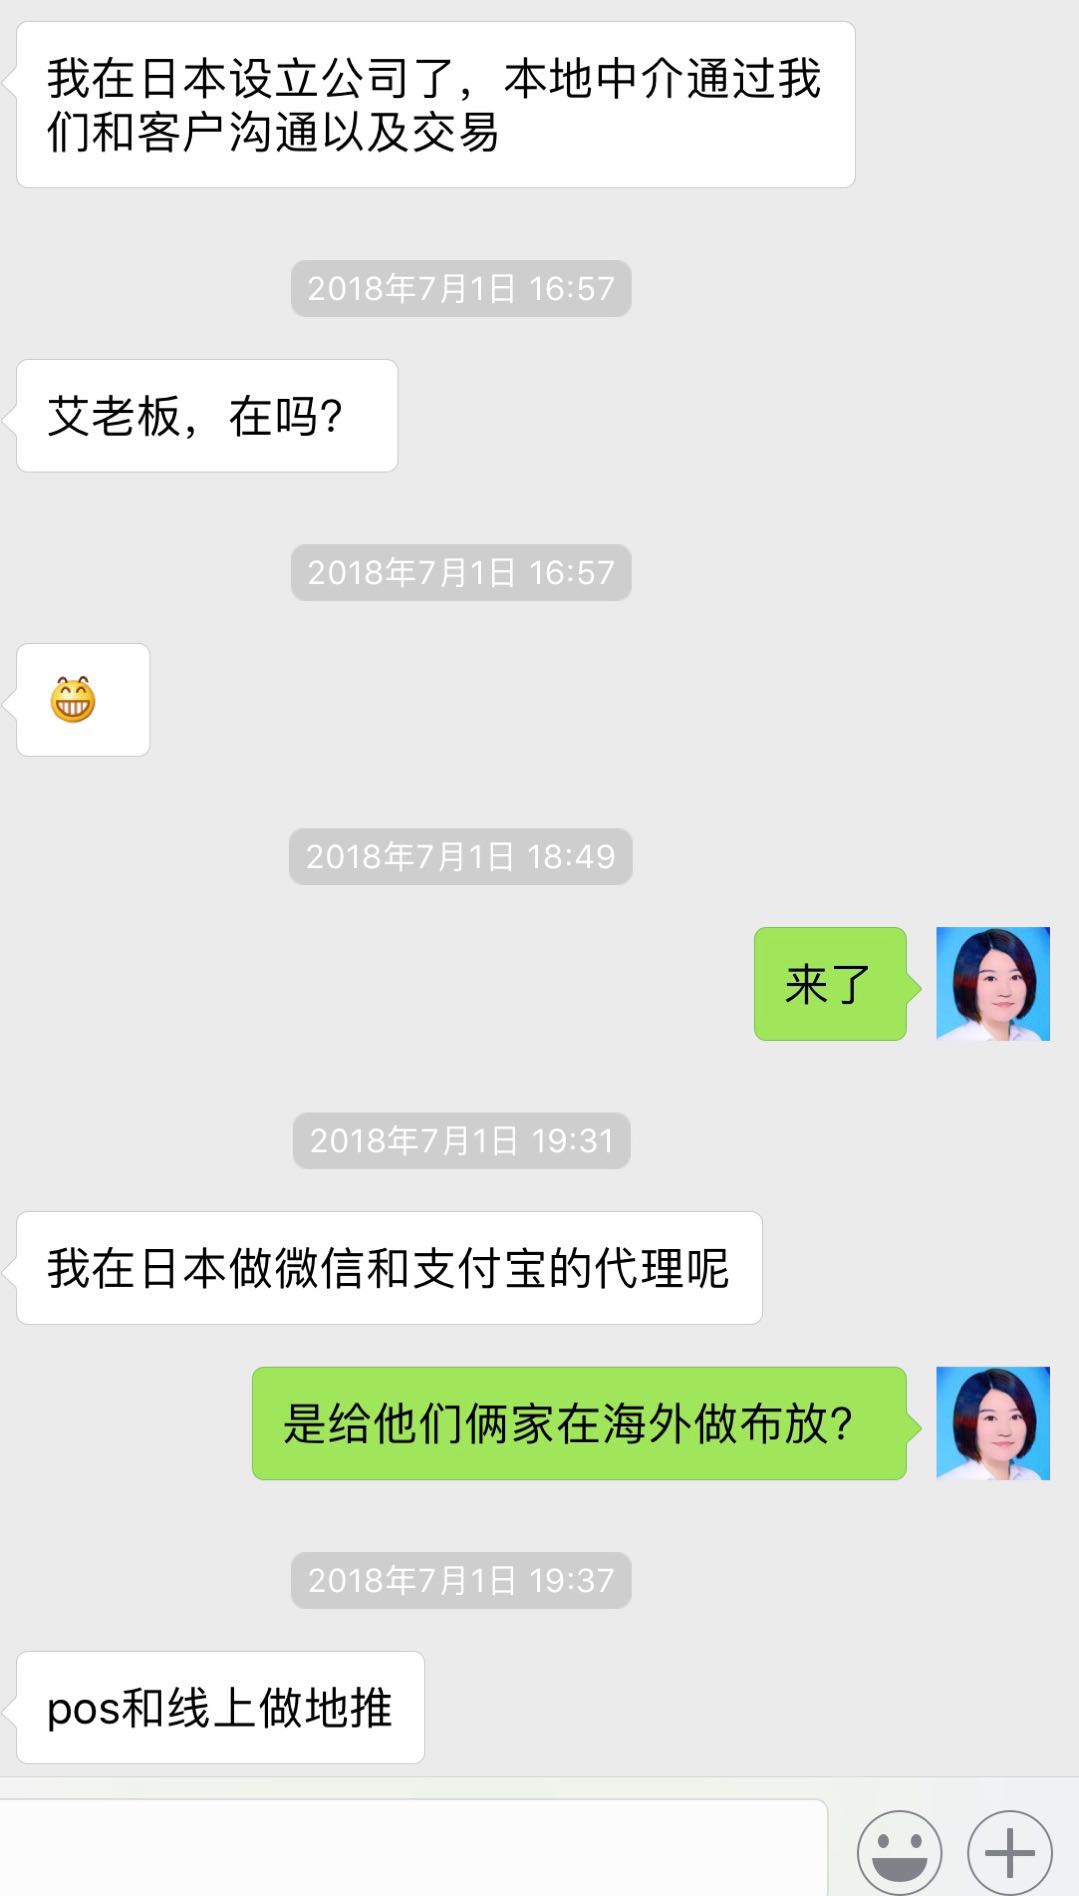 我在日本设立公司了，本地中介通过我
们和客户沟通以及交易
2018年7月1日 16:57
艾老板，在吗？
2018年7月1日 16:57
2018年7月1日 18:49
来了
2018年7月1日 19:31
我在日本做微信和支付宝的代理呢
是给他们俩家在海外做布放？
2018年7月1日 19:37
pos和线上做地推